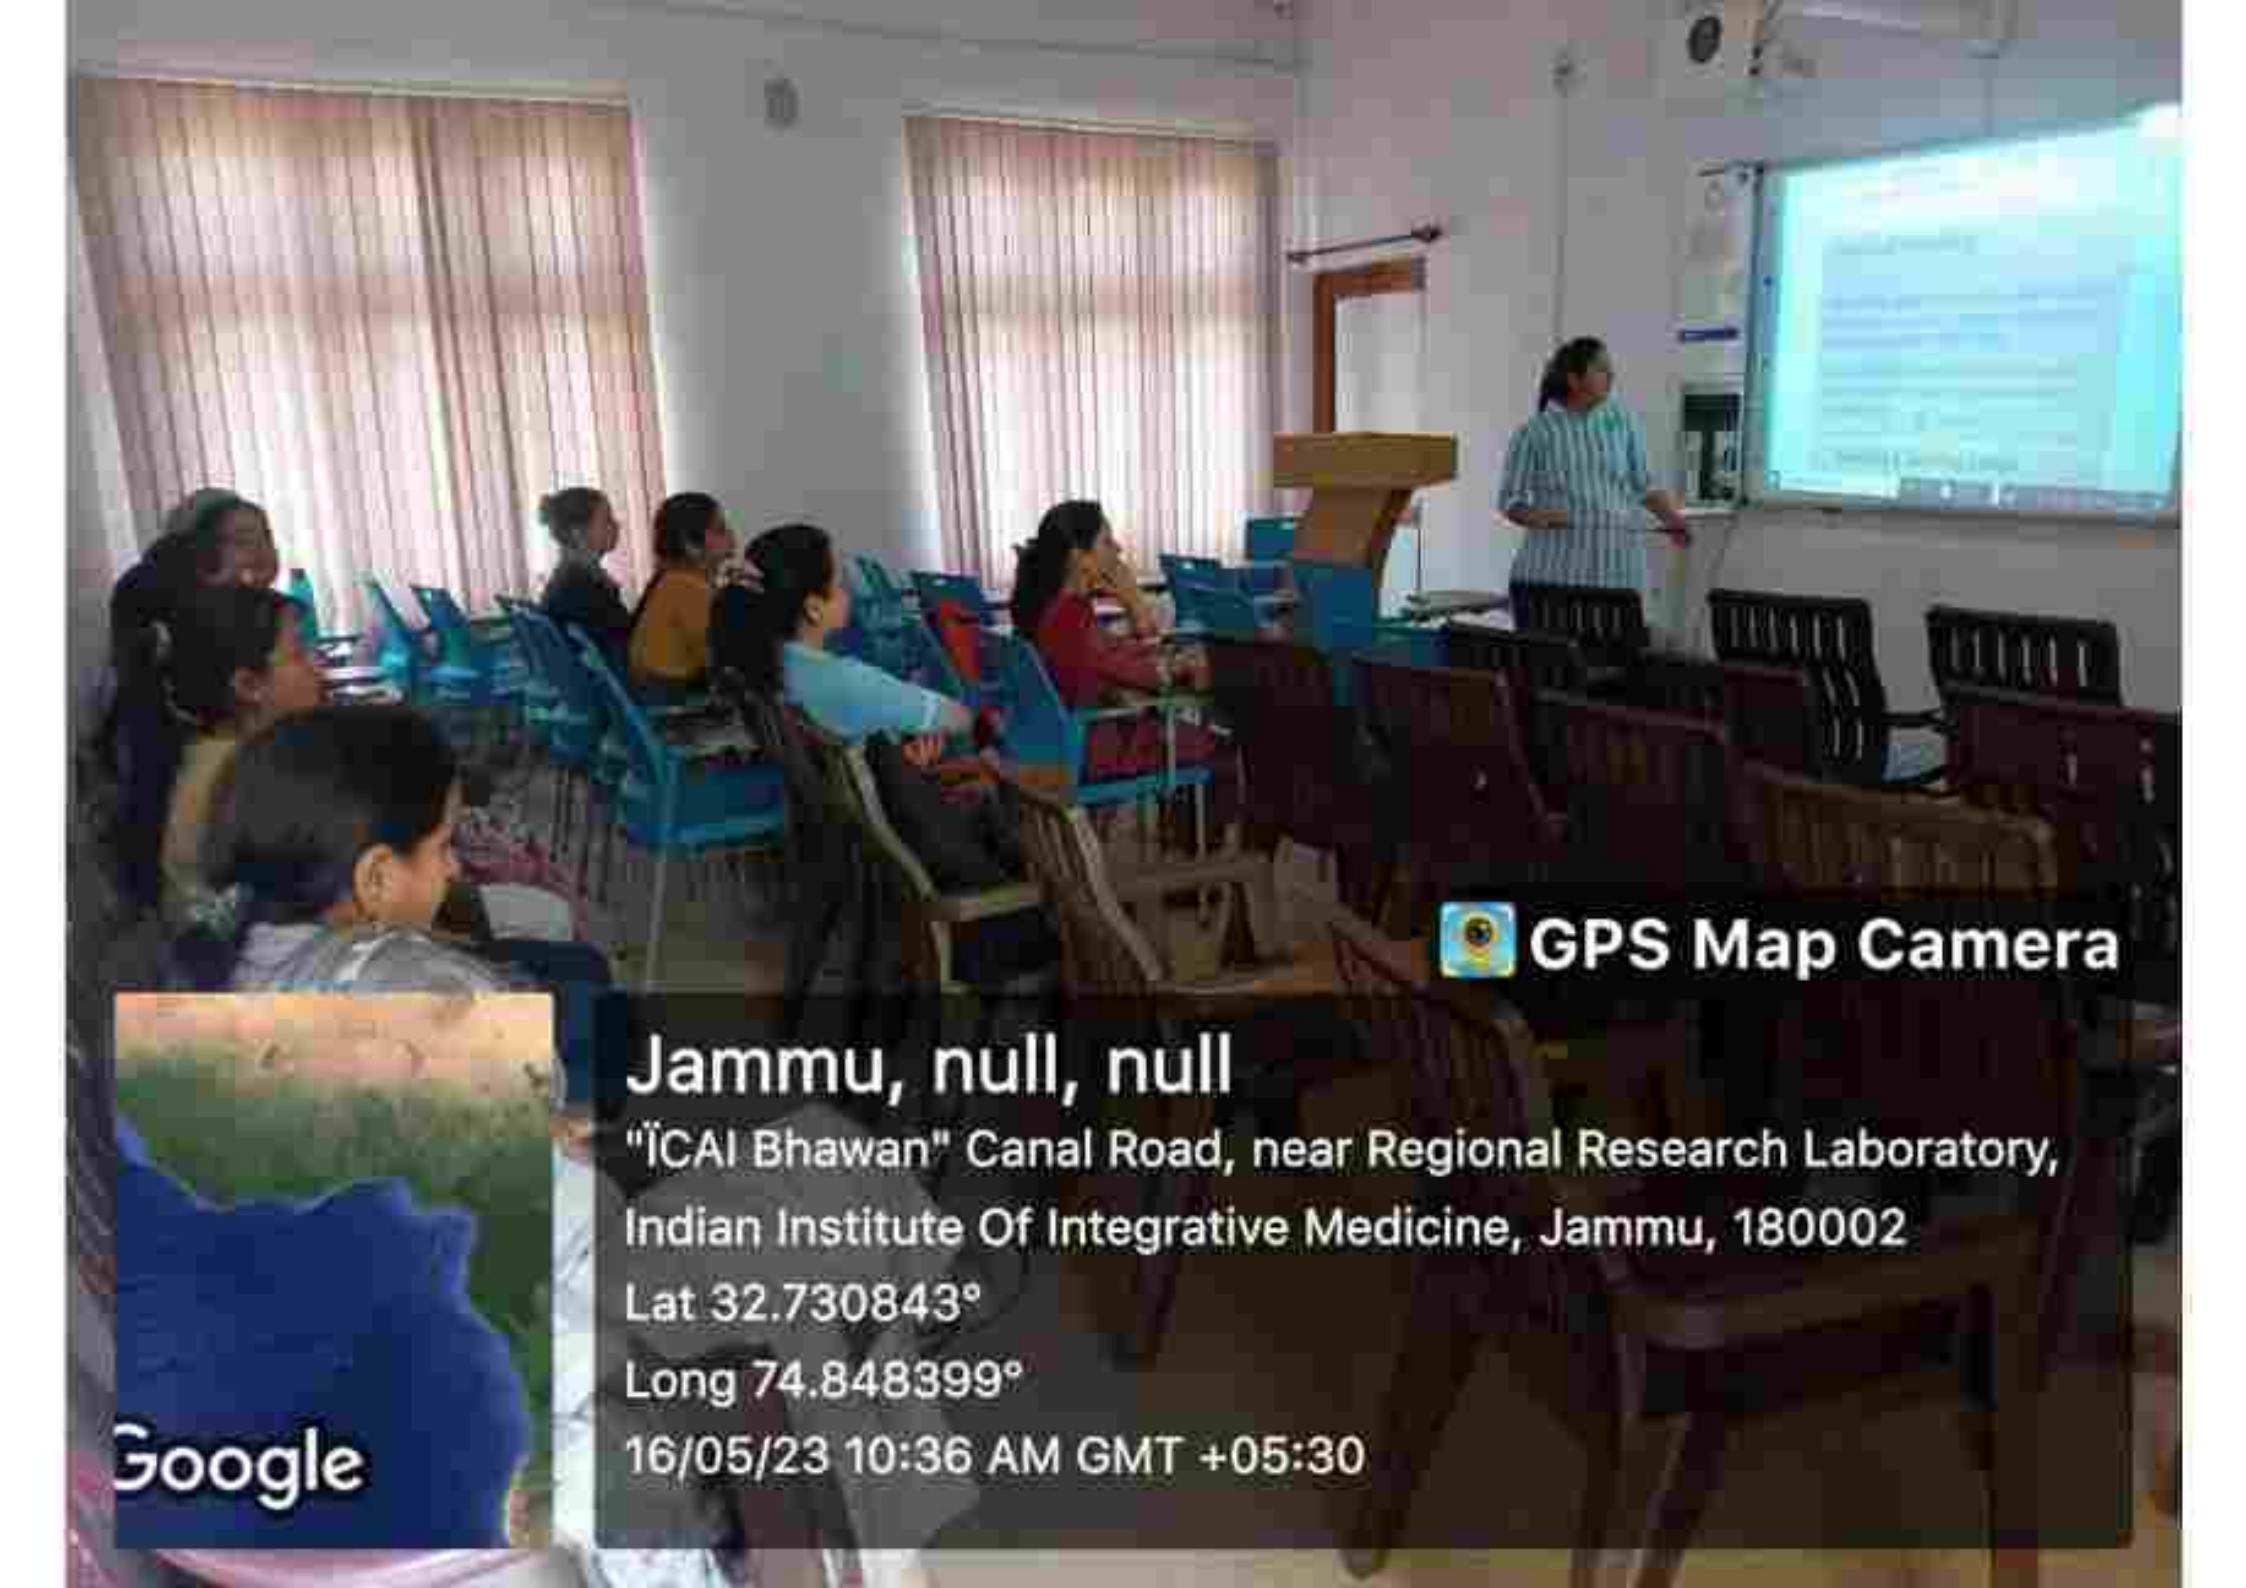 GPS Map Camera
Jammu, null, null
"ÏCAI Bhawan" Canal Road, near Regional Research Laboratory,
Indian Institute Of Integrative Medicine, Jammu, 180002
Lat 32.730843°
Long 74.848399°
16/05/23 10:36 AM GMT +05:30
Google